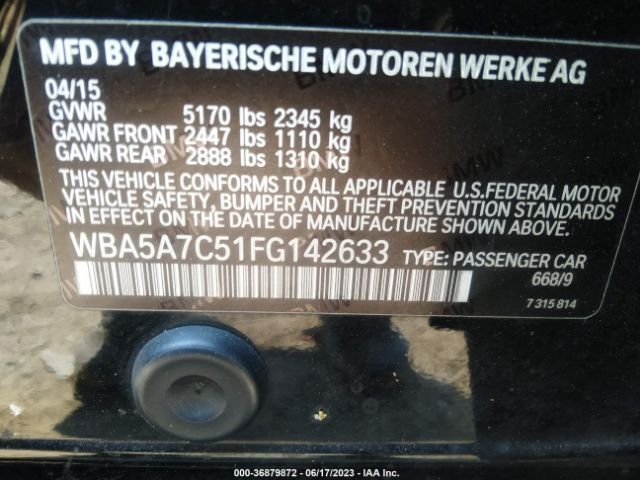 MFD BY BAYERISCHE MOTOREN WERKE AG
04/15
GVWR 5170 lbs 2345 kg
GAWR FRONT 2447 lbs 1110 kg
GAWR REAR 2888 lbs 1310 kg
THIS VEHICLE CONFORMS TO ALL APPLICABLE U.S.FEDERAL MOTOR
VEHICLE SAFETY, BUMPER AND THEFT PREVENTION STANDARDS
IN EFFECT ON THE DATE OF MANUFACTURE SHOWN ABOVE.
WBA5A7C51FG142633 TYPE: PASSENGER CAR
668/9
7 315 814
000-36879872 - 06/17/2023 - IAA Inc.